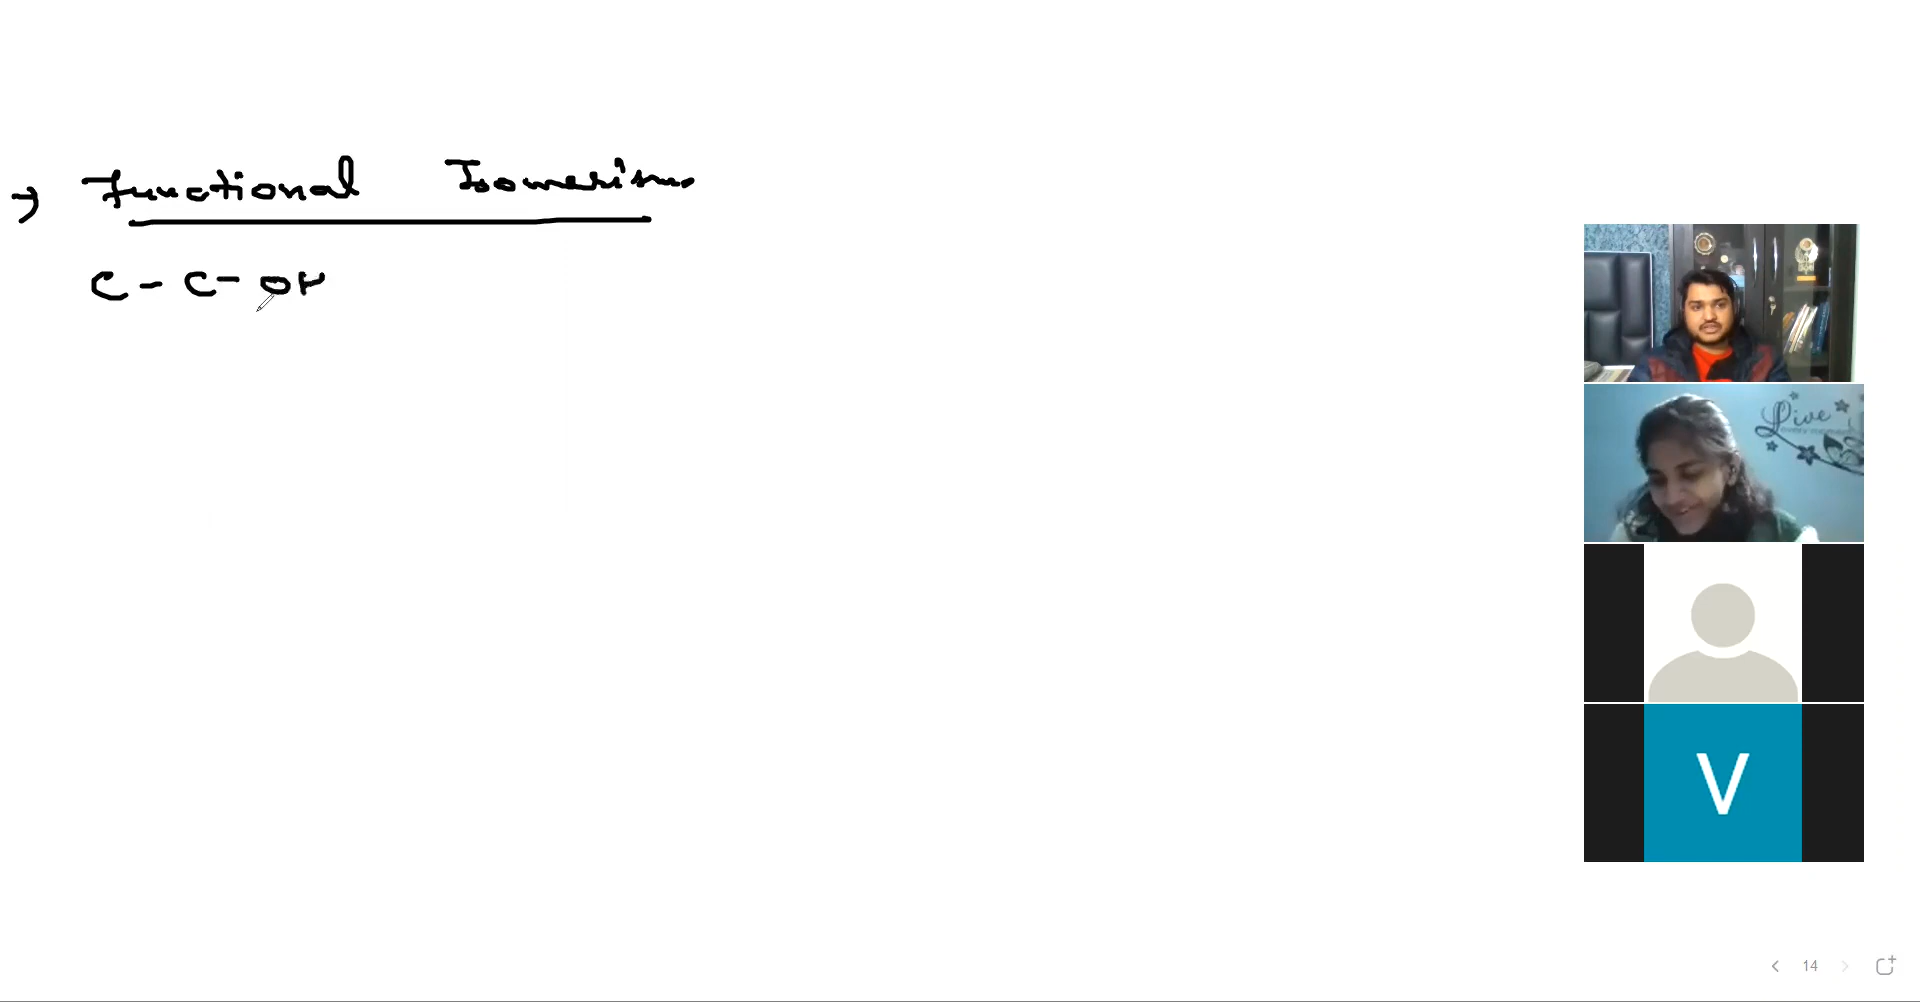 → Functional Isomerism
C - C - OH
Live
V
14